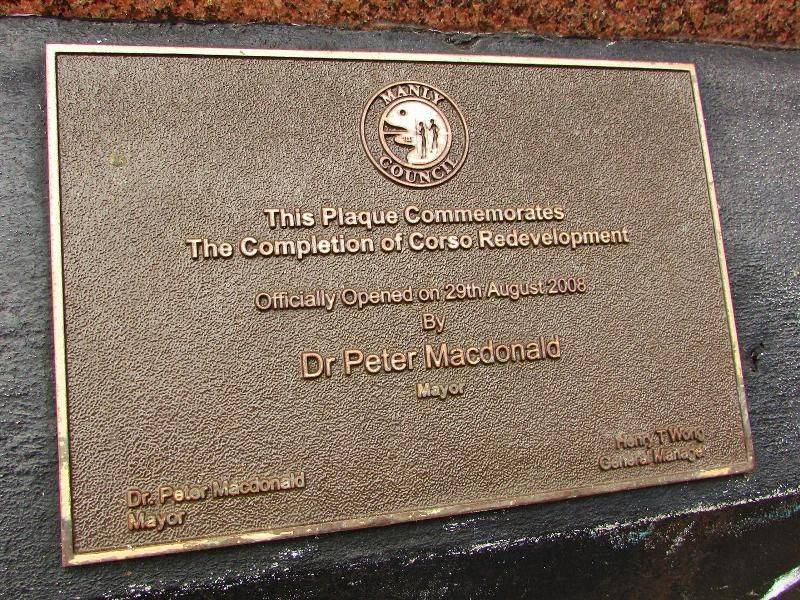 MANLY
COUNCIL
This Plaque Commemorates
The Completion of Corso Redevelopment
Officially Opened on 29th August 2008
By
Dr Peter Macdonald
Mayor
Dr. Peter Macdonald
Mayor
Henry T Wong
General Manager